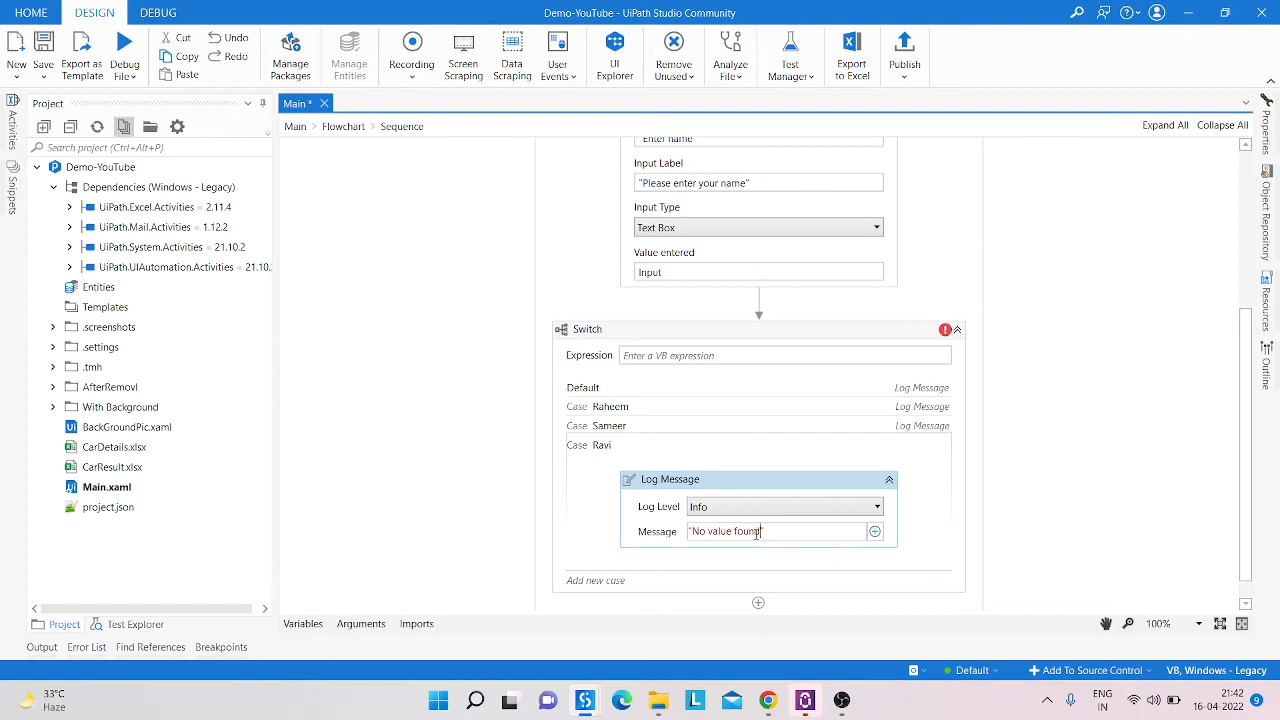 HOME DESIGN DEBUG Demo-YouTube - UiPath Studio Community
New Save Export as Template Debug File Cut Copy Paste Undo Redo Manage Packages Manage Entities Recording Screen Scraping Data Scraping User Events UI Explorer Remove Unused Analyze File Test Manager Export to Excel Publish
Project
Main *
Main Flowchart Sequence
Expand All Collapse All
Search project (Ctrl+Alt+P)
Demo-YouTube
Dependencies (Windows - Legacy)
UiPath.Excel.Activities = 2.11.4
UiPath.Mail.Activities = 1.12.2
UiPath.System.Activities = 21.10.2
UiPath.UIAutomation.Activities = 21.10.
Entities
Templates
.screenshots
.settings
.tmh
AfterRemovl
With Background
BackGroundPic.xaml
CarDetails.xlsx
CarResult.xlsx
Main.xaml
project.json
Activities
Snippets
Enter name
Input Label
"Please enter your name"
Input Type
Text Box
Value entered
Input
Switch
Expression Enter a VB expression
Default Log Message
Case Raheem Log Message
Case Sameer Log Message
Case Ravi
Log Message
Log Level Info
Message "No value found"
Add new case
Properties
Object Repository
Resources
Outline
Project Test Explorer
Variables Arguments Imports
100%
Output Error List Find References Breakpoints
Default Add To Source Control VB, Windows - Legacy
33°C
Haze
ENG
IN
21:42
16-04-2022
9